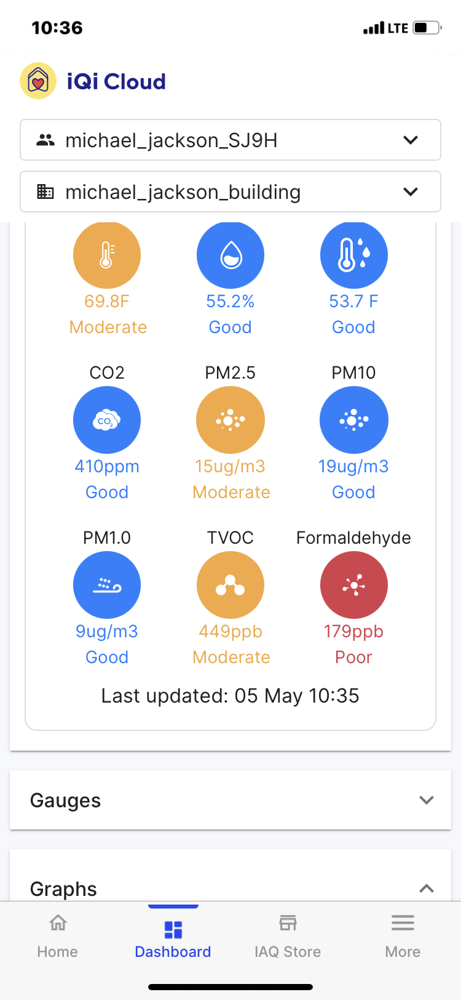 10:36
LTE
iQi Cloud
michael_jackson_SJ9H
michael_jackson_building
69.8F 55.2% 53.7 F
Moderate Good Good
CO2 PM2.5 PM10
CO2
410ppm 15ug/m3 19ug/m3
Good Moderate Good
PM1.0 TVOC Formaldehyde
9ug/m3 449ppb 179ppb
Good Moderate Poor
Last updated: 05 May 10:35
Gauges
Graphs
Home Dashboard IAQ Store More